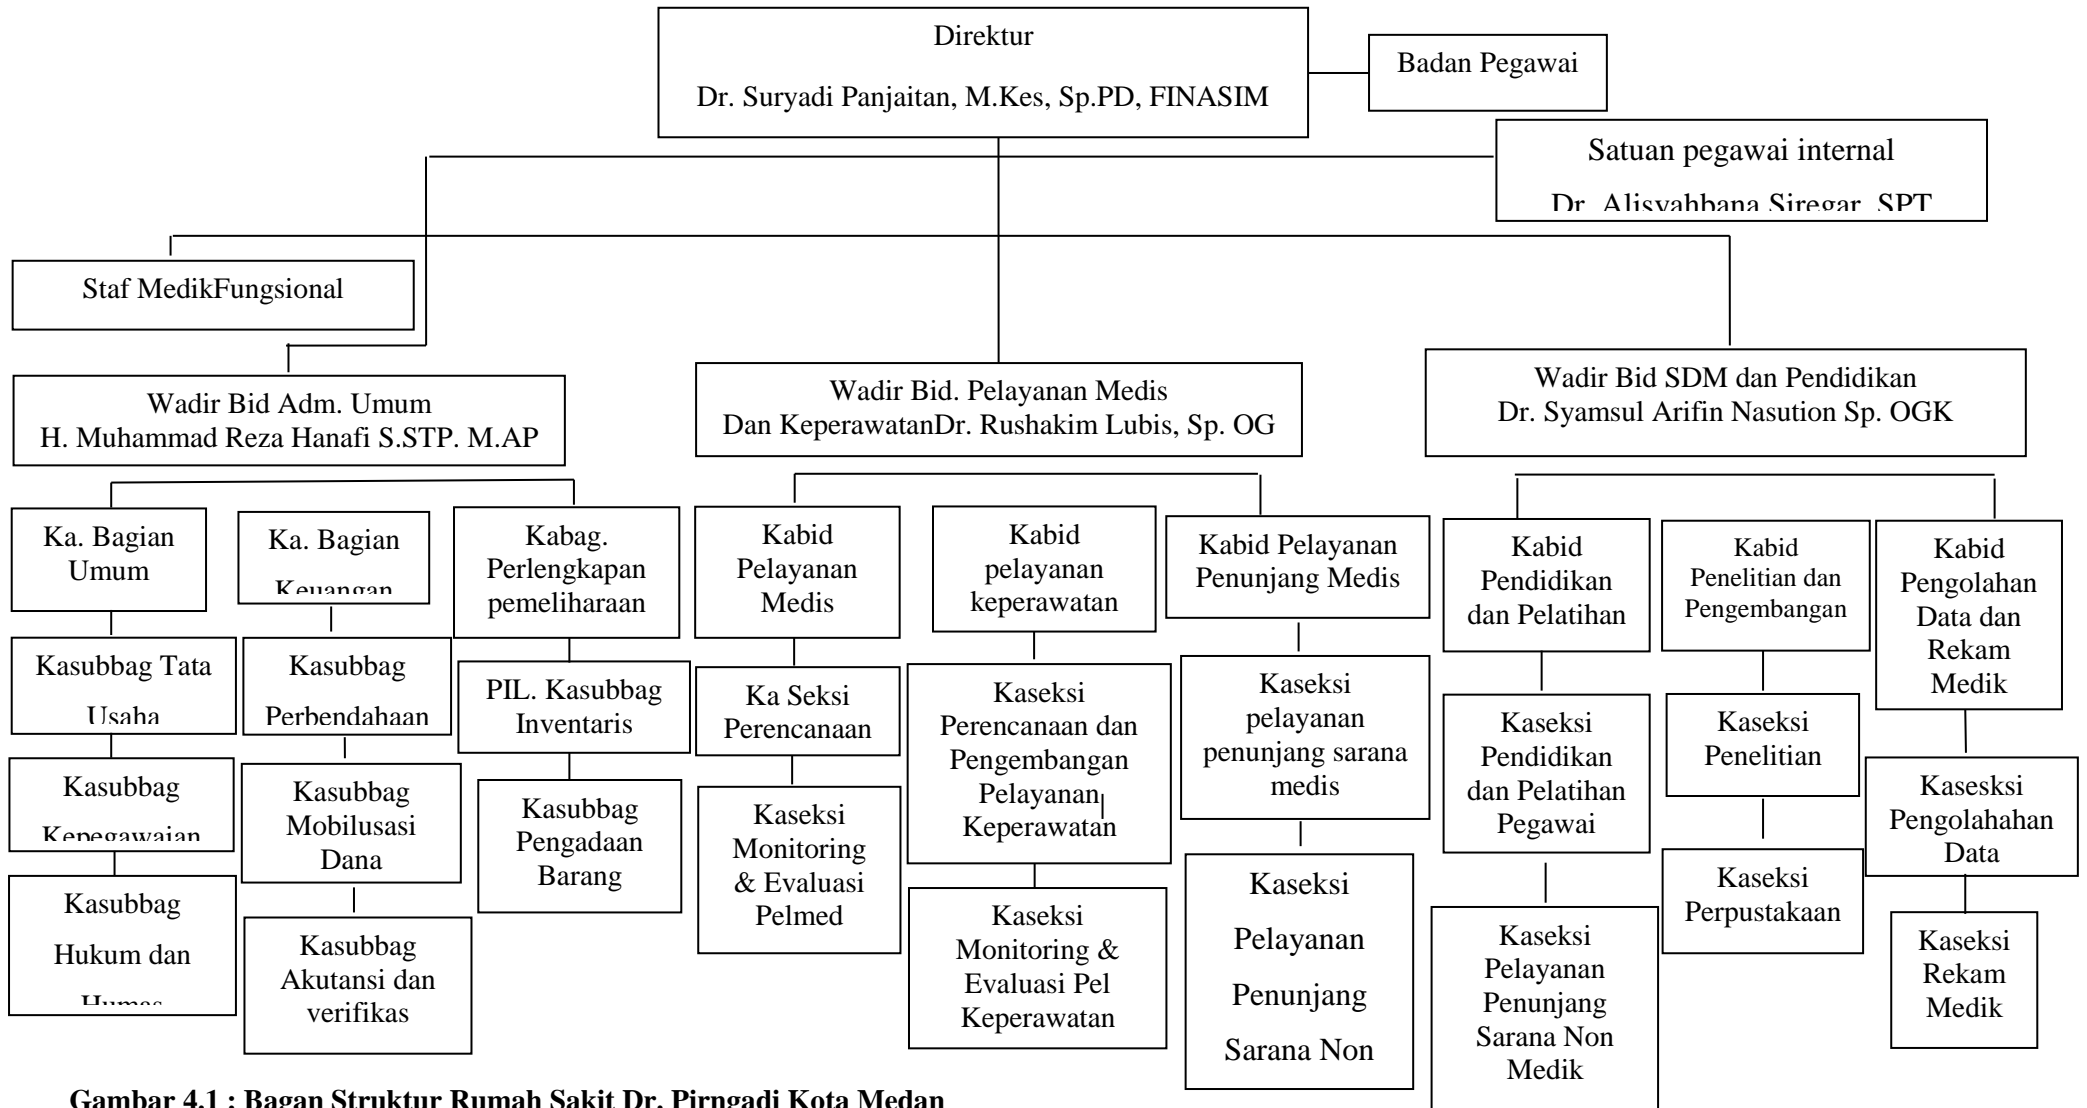 Direktur
Dr. Suryadi Panjaitan, M.Kes, Sp.PD, FINASIM
Badan Pegawai
Satuan pegawai internal
Dr. Alisyahbana Siregar, SPT
Staf MedikFungsional
Wadir Bid Adm. Umum
H. Muhammad Reza Hanafi S.STP. M.AP
Wadir Bid. Pelayanan Medis
Dan KeperawatanDr. Rushakim Lubis, Sp. OG
Wadir Bid SDM dan Pendidikan
Dr. Syamsul Arifin Nasution Sp. OGK
Ka. Bagian
Umum
Ka. Bagian
Keuangan
Kabag.
Perlengkapan
pemeliharaan
Kabid
Pelayanan
Medis
Kabid
pelayanan
keperawatan
Kabid Pelayanan
Penunjang Medis
Kabid
Pendidikan
dan Pelatihan
Kabid
Penelitian dan
Pengembangan
Kabid
Pengolahan
Data dan
Rekam
Medik
Kasubbag Tata
Usaha
Kasubbag
Perbendahaan
PIL. Kasubbag
Inventaris
Ka Seksi
Perencanaan
Kaseksi
Perencanaan dan
Pengembangan
Pelayanan
Keperawatan
Kaseksi
pelayanan
penunjang sarana
medis
Kaseksi
Pendidikan
dan Pelatihan
Pegawai
Kaseksi
Penelitian
Kasesksi
Pengolahahan
Data
Kasubbag
Kepegawaian
Kasubbag
Mobilusasi
Dana
Kasubbag
Pengadaan
Barang
Kaseksi
Monitoring
& Evaluasi
Pelmed
Kaseksi
Monitoring &
Evaluasi Pel
Keperawatan
Kaseksi
Pelayanan
Penunjang
Sarana Non
Kaseksi
Pelayanan
Penunjang
Sarana Non
Medik
Kaseksi
Perpustakaan
Kaseksi
Rekam
Medik
Kasubbag
Hukum dan
Humas
Kasubbag
Akutansi dan
verifikas
Gambar 4.1 : Bagan Struktur Rumah Sakit Dr. Pirngadi Kota Medan